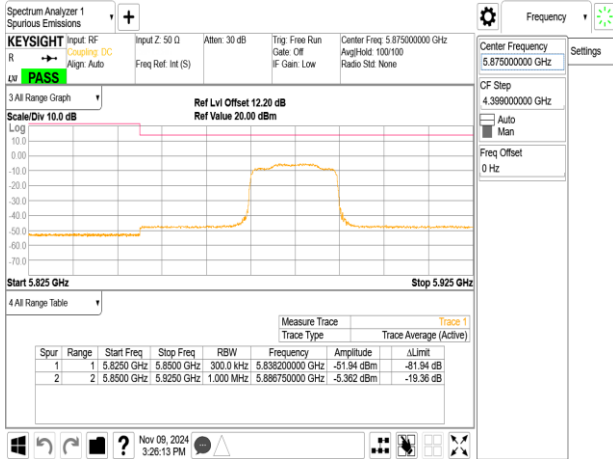 Spectrum Analyzer 1
Spurious Emissions
Frequency
KEYSIGHT
R
LXI
PASS
Input: RF
Coupling: DC
Align: Auto
Input Z: 50 Ω
Freq Ref: Int (S)
Atten: 30 dB
Trig: Free Run
Gate: Off
IF Gain: Low
Center Freq: 5.875000000 GHz
Avg|Hold: 100/100
Radio Std: None
Center Frequency
5.875000000 GHz
Settings
CF Step
4.399000000 GHz
Auto
Man
Freq Offset
0 Hz
3 All Range Graph
Scale/Div 10.0 dB
Ref Lvl Offset 12.20 dB
Ref Value 20.00 dBm
Log
10.0
0.00
-10.0
-20.0
-30.0
-40.0
-50.0
-60.0
-70.0
Start 5.825 GHz
Stop 5.925 GHz
4 All Range Table
Measure Trace Trace 1
Trace Type Trace Average (Active)
Spur Range Start Freq Stop Freq RBW Frequency Amplitude ΔLimit
1 1 5.8250 GHz 5.8500 GHz 300.0 kHz 5.838200000 GHz -51.94 dBm -81.94 dB
2 2 5.8500 GHz 5.9250 GHz 1.000 MHz 5.886750000 GHz -5.362 dBm -19.36 dB
Nov 09, 2024
3:26:13 PM